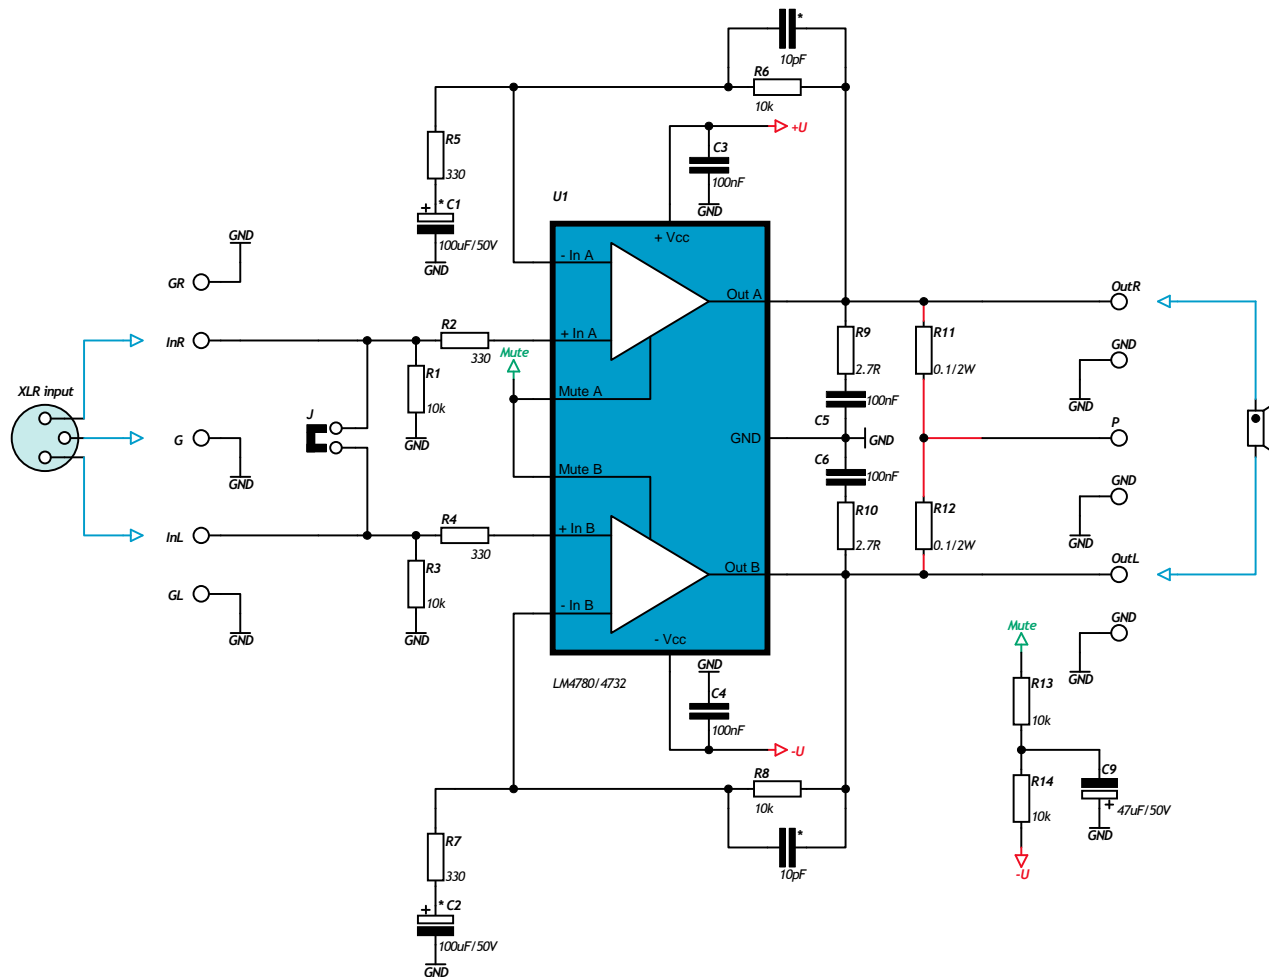 *
10pF
R6
10k
+U
R5
330
C3
100nF
GND
* C1
+
100uF/50V
GND
U1
GND
+ Vcc
- In A
GR
Out A
OutR
InR
R2
330
+ In A
R9
2.7R
R11
0.1/2W
GND
GND
Mute
XLR input
R1
10k
GND
Mute A
J
100nF
C5
G
GND
GND
GND
P
C6
100nF
Mute B
GND
R10
2.7R
R12
0.1/2W
GND
InL
R4
330
+ In B
R3
10k
GND
Out B
OutL
GL
GND
- In B
GND
GND
- Vcc
Mute
GND
LM4780/4732
C4
100nF
R13
10k
-U
R8
10k
R14
10k
C9
+
47uF/50V
GND
R7
330
*
10pF
-U
* C2
+
100uF/50V
GND